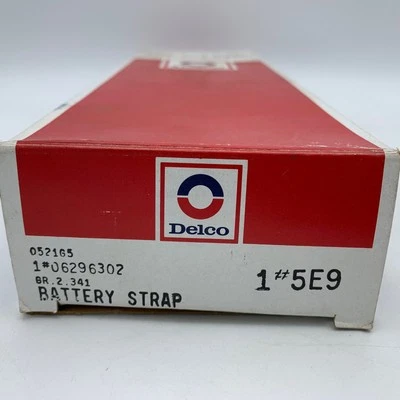 Delco
052165
1#06296302
GR.2.341
BATTERY STRAP
1#5E9